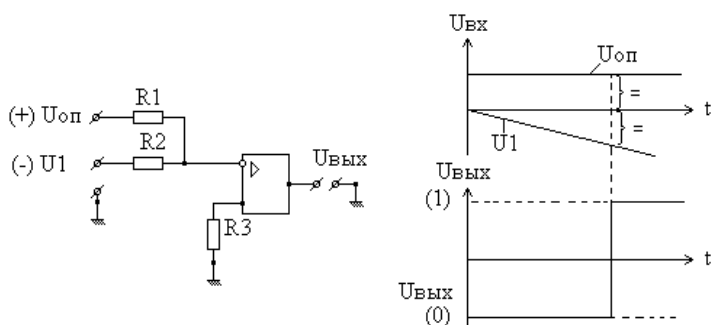 (+) Uоп
R1
(-) U1
R2
Uвых
R3
Uвх
Uоп
=
t
=
U1
Uвых
(1)
t
Uвых
(0)